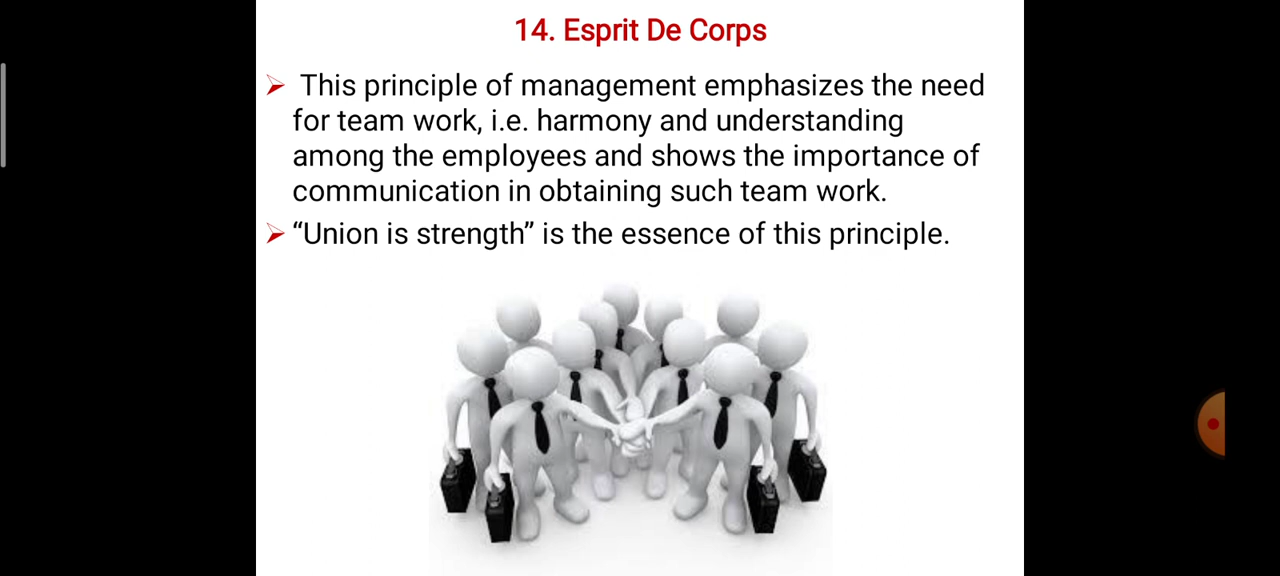 14. Esprit De Corps
➢ This principle of management emphasizes the need
for team work, i.e. harmony and understanding
among the employees and shows the importance of
communication in obtaining such team work.
➢ “Union is strength” is the essence of this principle.